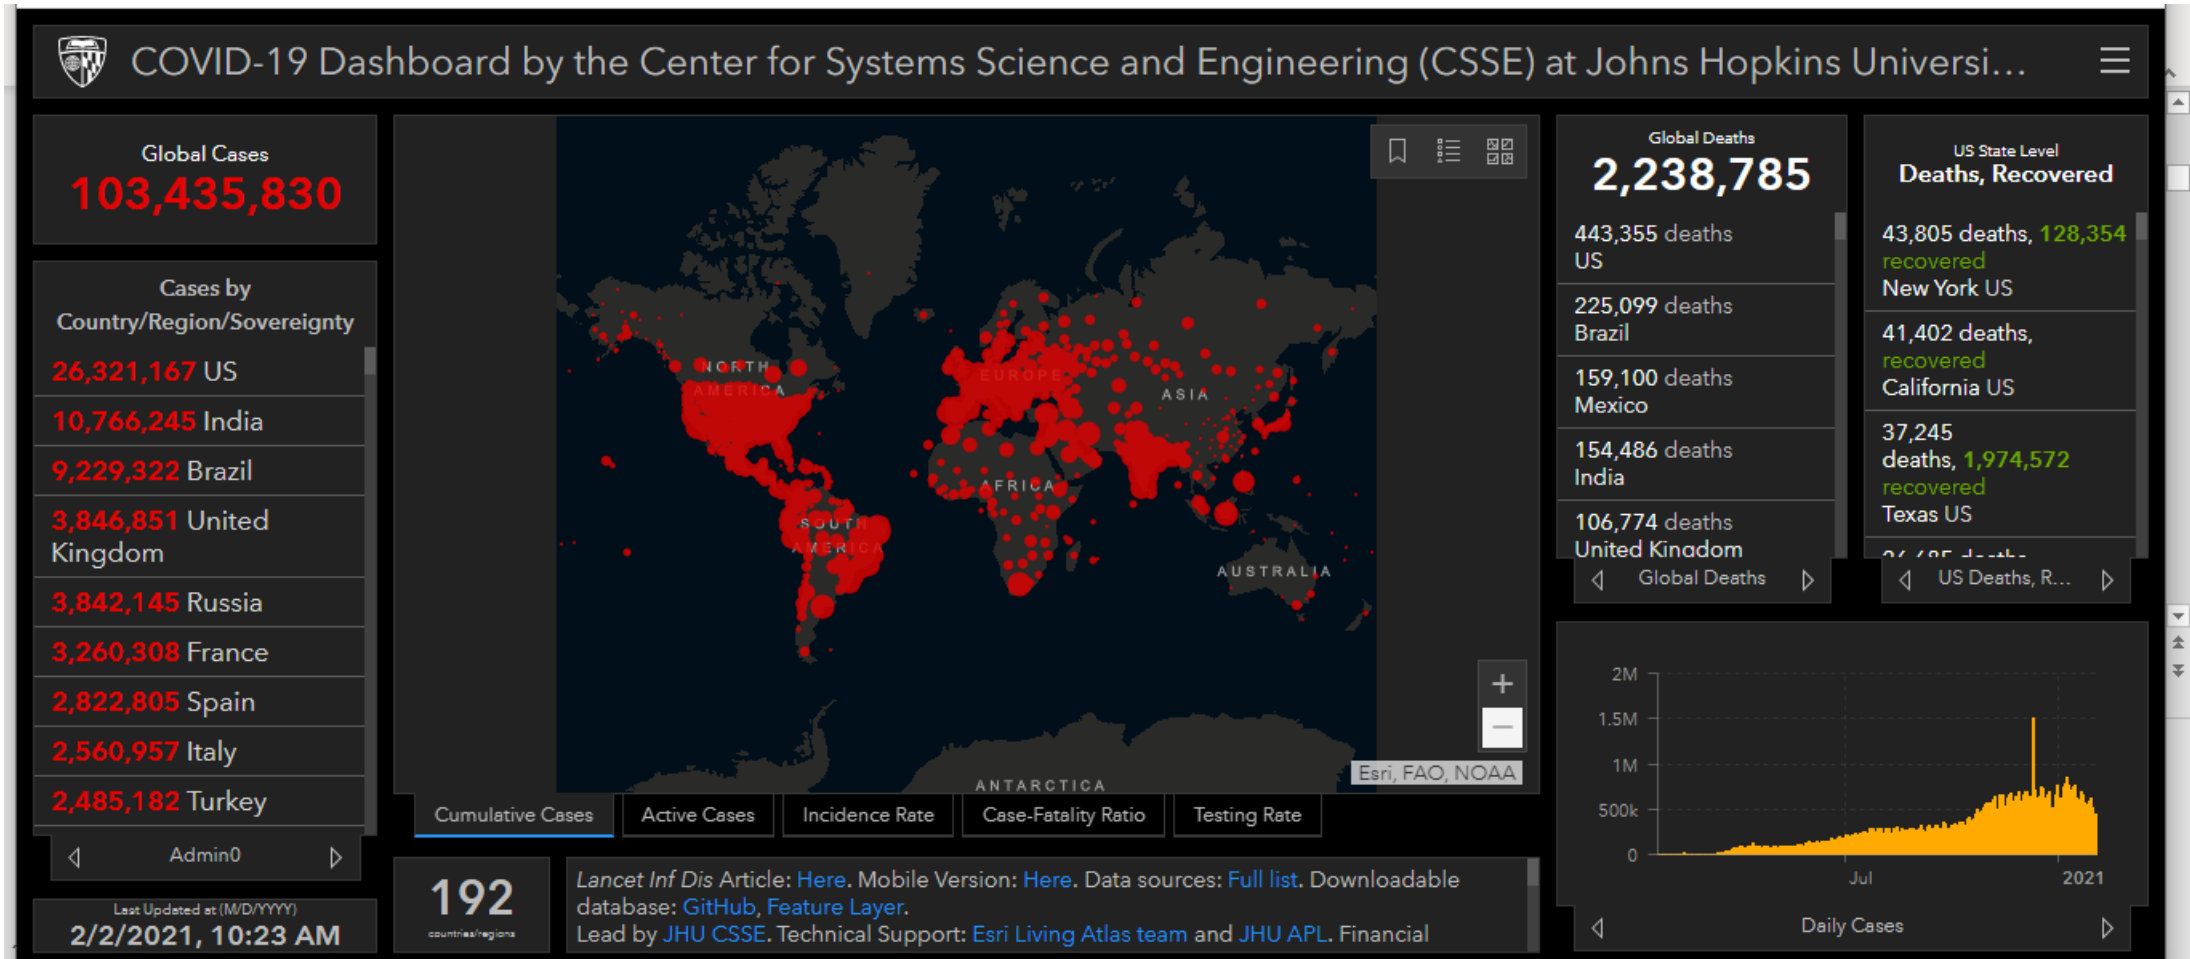 COVID-19 Dashboard by the Center for Systems Science and Engineering (CSSE) at Johns Hopkins Universi...
Global Cases
103,435,830
Cases by
Country/Region/Sovereignty
26,321,167 US
10,766,245 India
9,229,322 Brazil
3,846,851 United
Kingdom
3,842,145 Russia
3,260,308 France
2,822,805 Spain
2,560,957 Italy
2,485,182 Turkey
Admin0
Last Updated at (M/D/YYYY)
2/2/2021, 10:23 AM
NORTH
AMERICA
EUROPE
ASIA
AFRICA
SOUTH
AMERICA
AUSTRALIA
ANTARCTICA
Esri, FAO, NOAA
Cumulative Cases
Active Cases
Incidence Rate
Case-Fatality Ratio
Testing Rate
192
countries/regions
Lancet Inf Dis Article: Here. Mobile Version: Here. Data sources: Full list. Downloadable
database: GitHub, Feature Layer.
Lead by JHU CSSE. Technical Support: Esri Living Atlas team and JHU APL. Financial
Global Deaths
2,238,785
443,355 deaths
US
225,099 deaths
Brazil
159,100 deaths
Mexico
154,486 deaths
India
106,774 deaths
United Kingdom
Global Deaths
US State Level
Deaths, Recovered
43,805 deaths, 128,354
recovered
New York US
41,402 deaths,
recovered
California US
37,245
deaths, 1,974,572
recovered
Texas US
US Deaths, R...
2M
1.5M
1M
500k
0
Jul
2021
Daily Cases